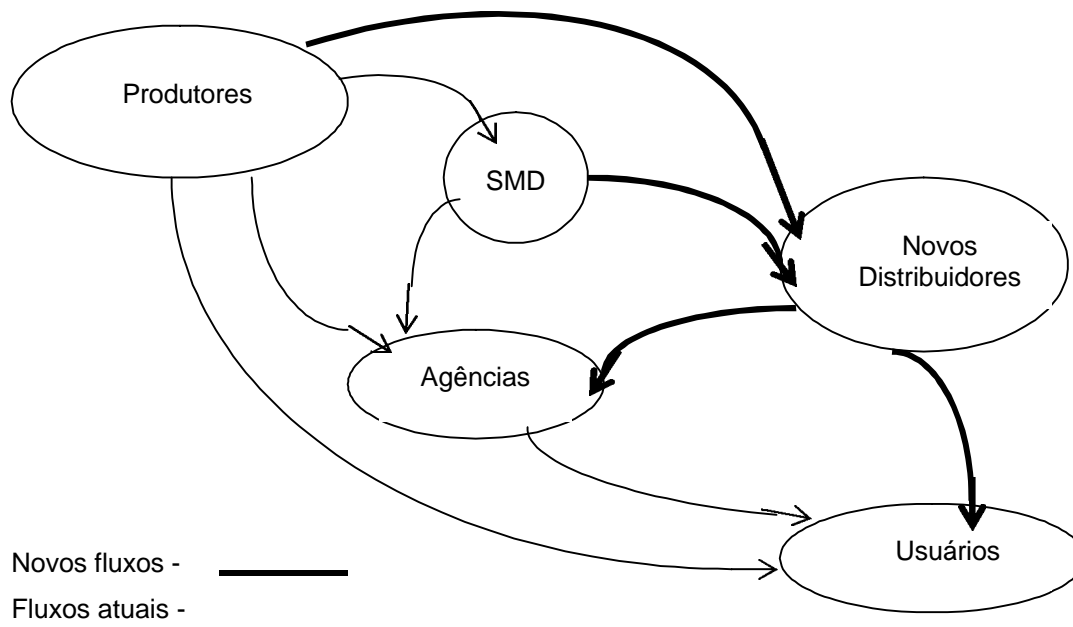 Produtores
SMD
Novos
Distribuidores
Agências
Usuários
Novos fluxos -
Fluxos atuais -